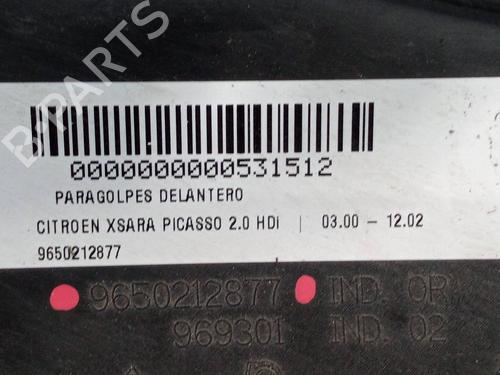 B-PARTS
0000000000531512
PARAGOLPES DELANTERO
CITROEN XSARA PICASSO 2.0 HDi | 03.00 – 12.02
9650212877
9650212877 IND. OR
969301 IND. 02